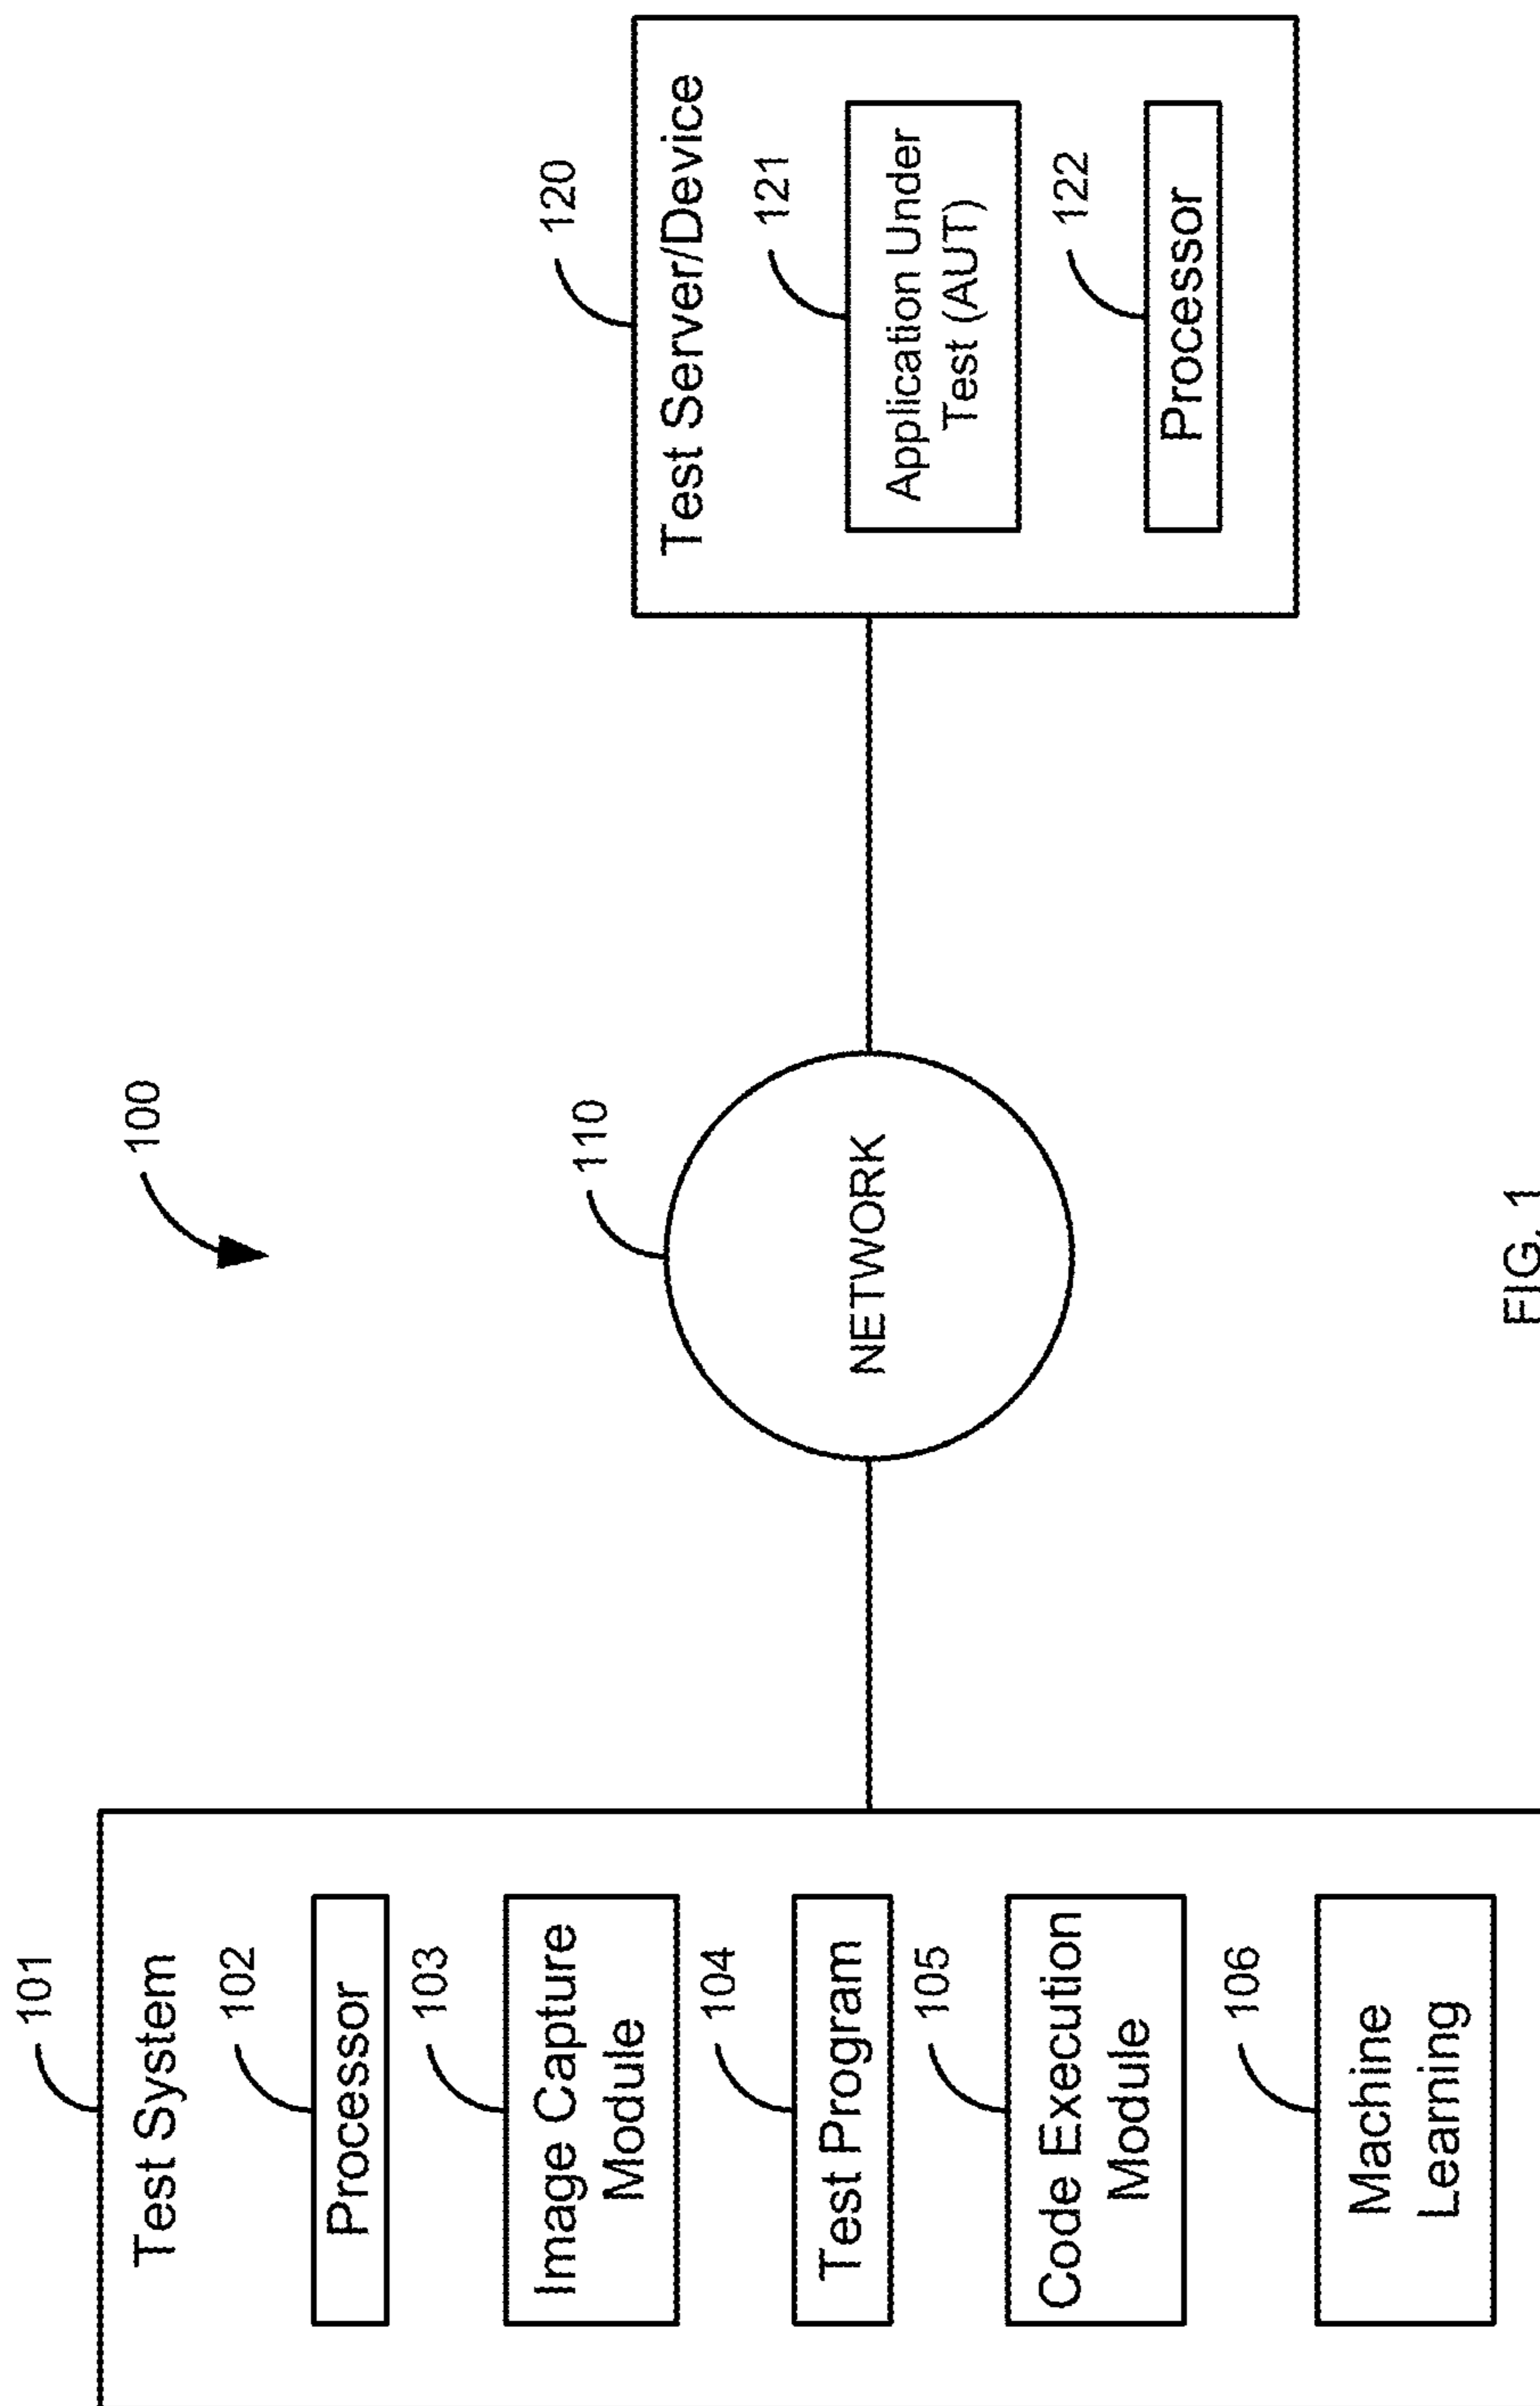 100
101
Test System
102
Processor
103
Image Capture
Module
104
Test Program
105
Code Execution
Module
106
Machine
Learning
110
NETWORK
120
Test Server/Device
121
Application Under
Test (AUT)
122
Processor
FIG. 1